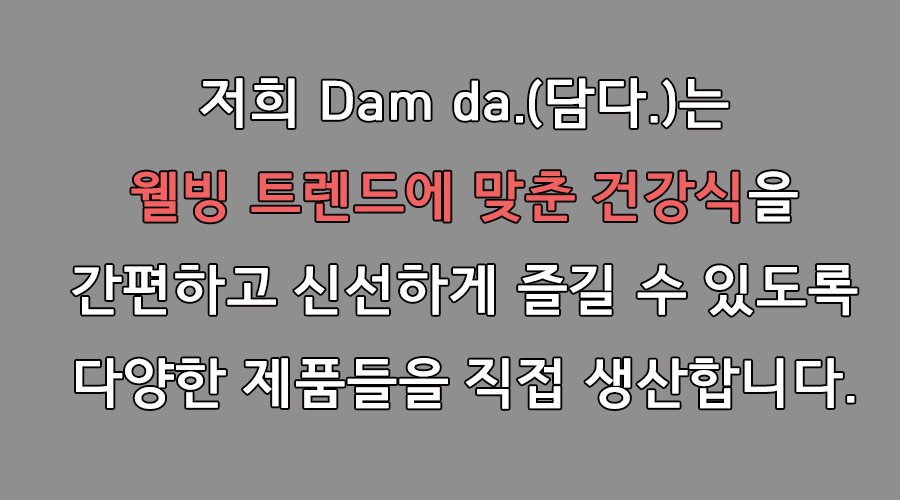 저희 Dam da.(담다.)는
웰빙 트렌드에 맞춘 건강식을
간편하고 신선하게 즐길 수 있도록
다양한 제품들을 직접 생산합니다.